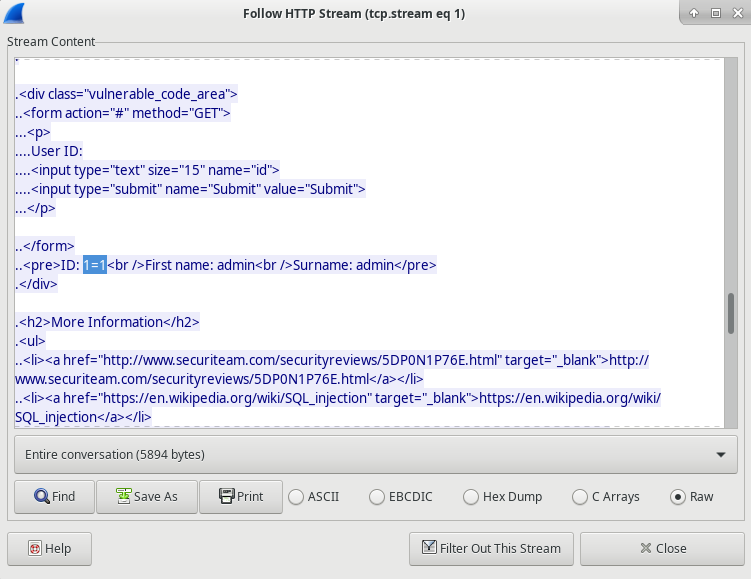 Follow HTTP Stream (tcp.stream eq 1)
Stream Content
.
.<div class="vulnerable_code_area">
..<form action="#" method="GET">
...<p>
....User ID:
....<input type="text" size="15" name="id">
....<input type="submit" name="Submit" value="Submit">
...</p>
..</form>
..<pre>ID: 1=1<br />First name: admin<br />Surname: admin</pre>
.</div>
.<h2>More Information</h2>
.<ul>
..<li><a href="http://www.securiteam.com/securityreviews/5DP0N1P76E.html" target="_blank">http://
www.securiteam.com/securityreviews/5DP0N1P76E.html</a></li>
..<li><a href="https://en.wikipedia.org/wiki/SQL_injection" target="_blank">https://en.wikipedia.org/wiki/
SQL_injection</a></li>
Entire conversation (5894 bytes)
Find Save As Print ASCII EBCDIC Hex Dump C Arrays Raw
Help Filter Out This Stream Close